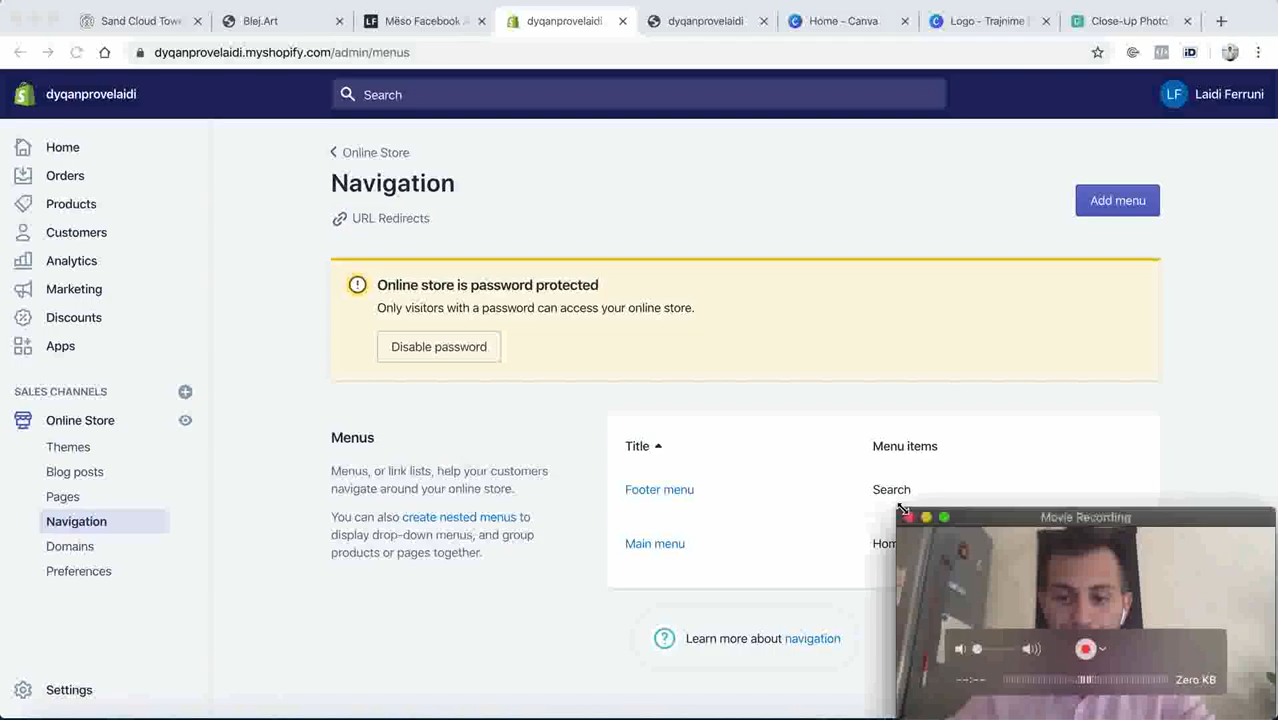 Sand Cloud Tow
Blej.Art
Mëso Facebook
dyqanprovelaidi
dyqanprovelaidi
Home - Canva
Logo - Trajnime
Close-Up Photo
dyqanprovelaidi.myshopify.com/admin/menus
iD
dyqanprovelaidi
Search
LF
Laidi Ferruni
Home
Orders
Products
Customers
Analytics
Marketing
Discounts
Apps
SALES CHANNELS
Online Store
Themes
Blog posts
Pages
Navigation
Domains
Preferences
Settings
Online Store
Navigation
URL Redirects
Add menu
Online store is password protected
Only visitors with a password can access your online store.
Disable password
Menus
Menus, or link lists, help your customers
navigate around your online store.
You can also create nested menus to
display drop-down menus, and group
products or pages together.
Title
Menu items
Footer menu
Search
Main menu
Hom
Learn more about navigation
Movie Recording
--:--
Zero KB